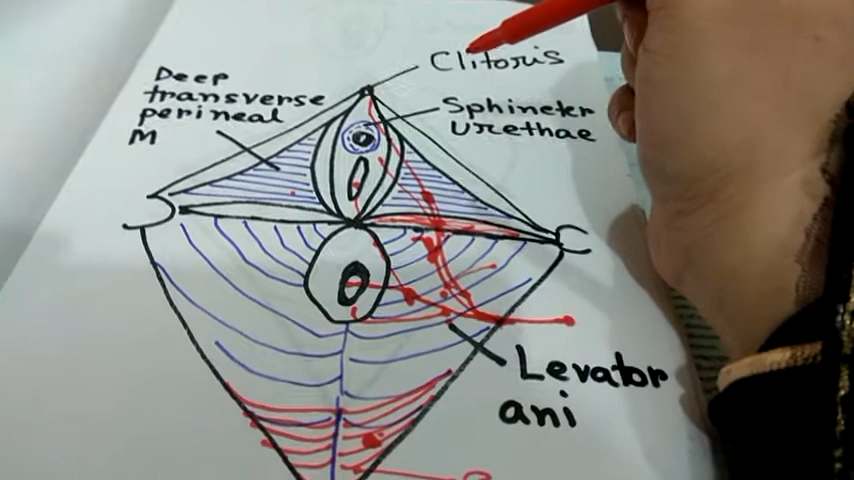 Deep
transverse
perineal
M
Clitoris
Sphincter
urethae
Levator
ani